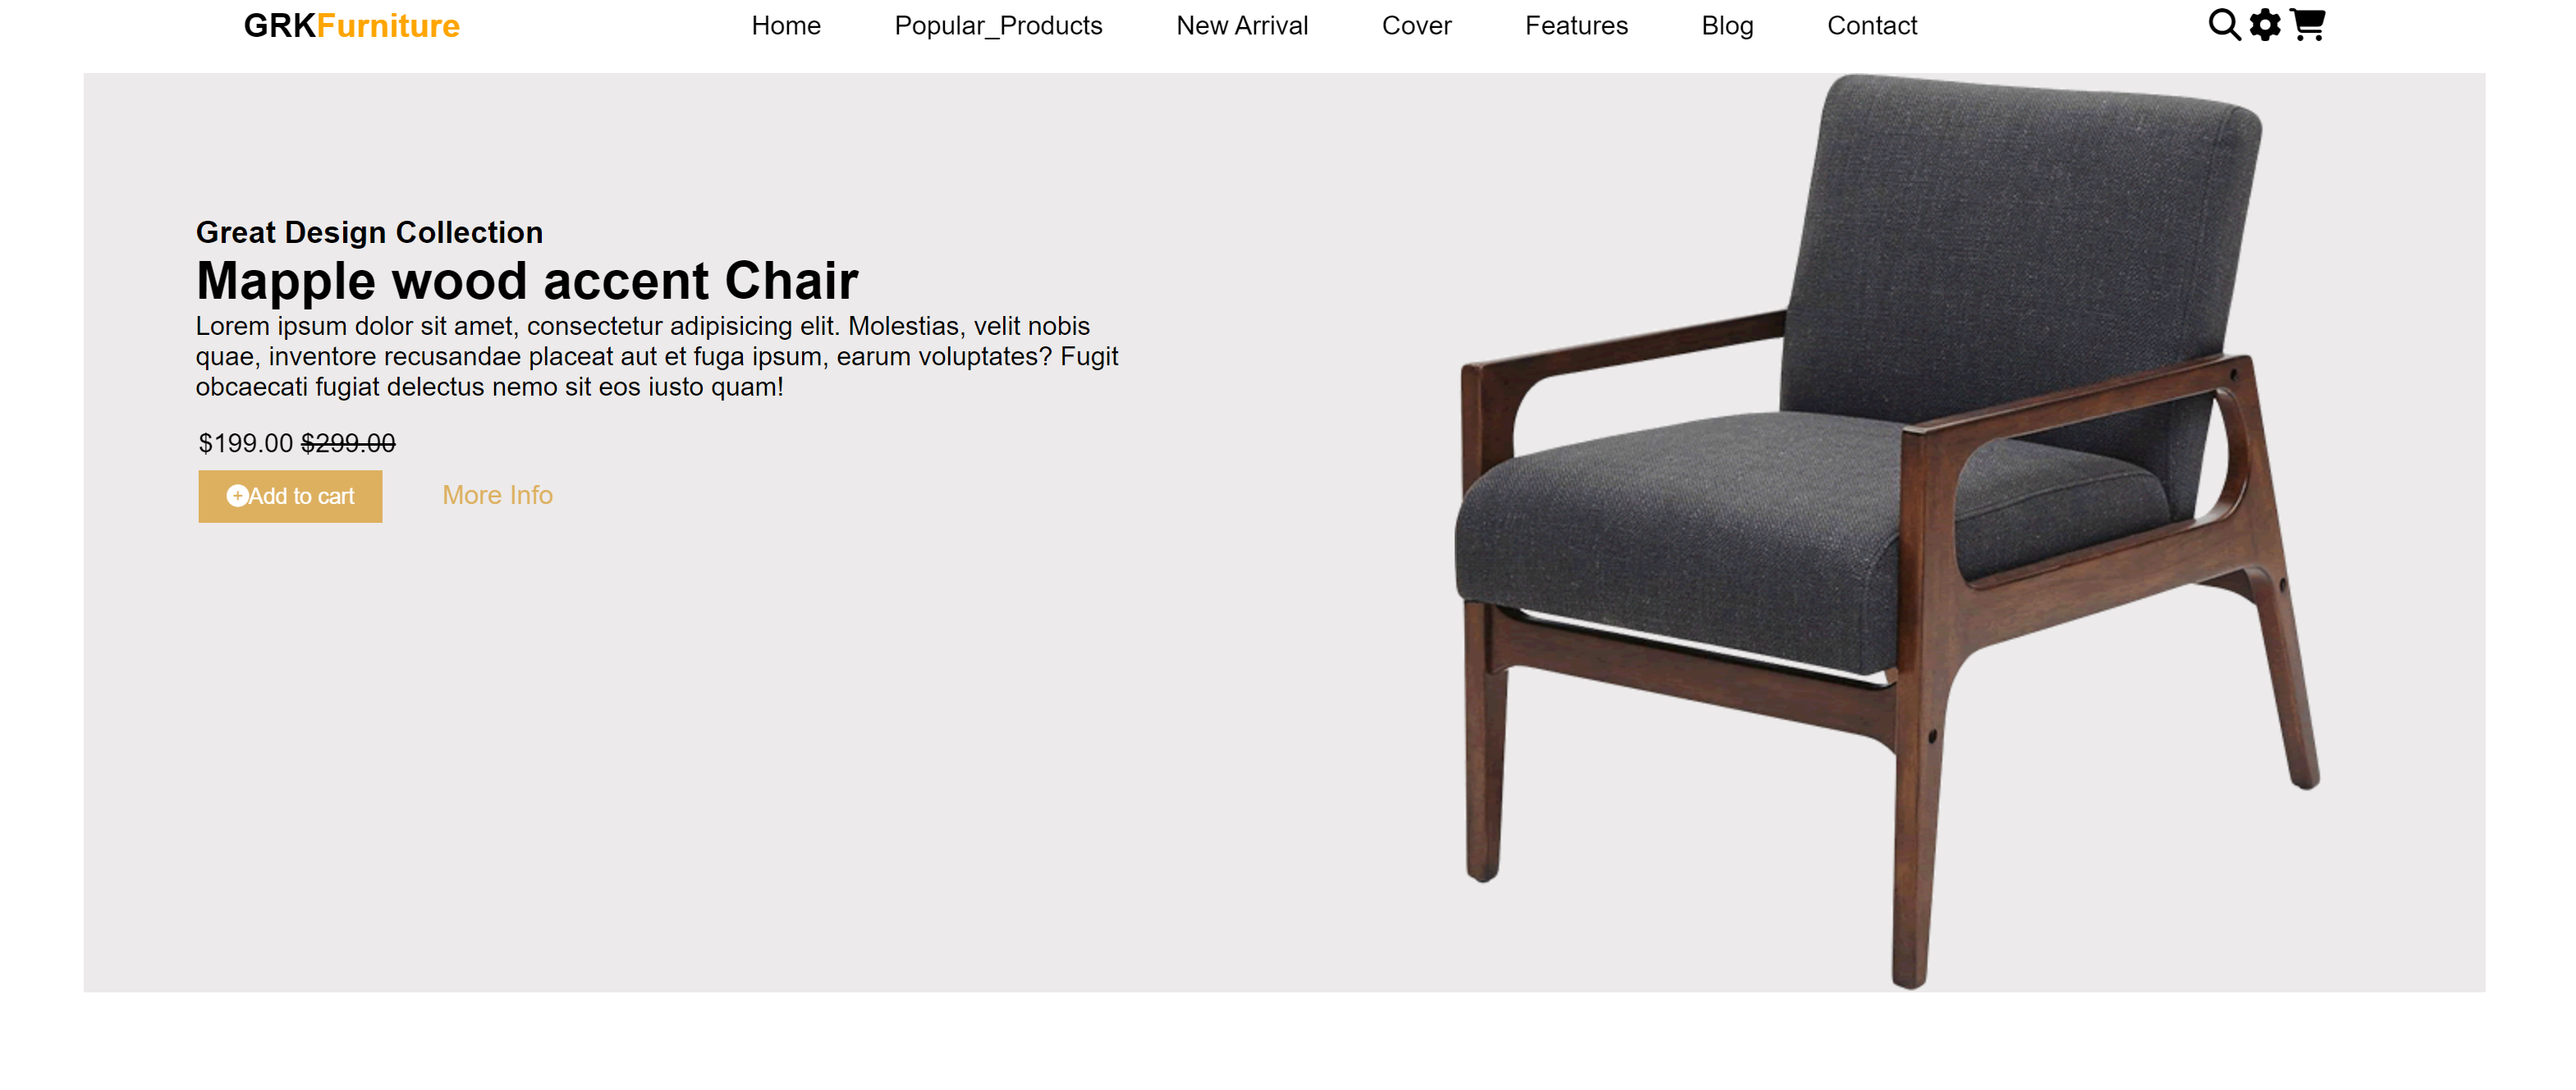 GRKFurniture
Home Popular_Products New Arrival Cover Features Blog Contact
Great Design Collection
Mapple wood accent Chair
Lorem ipsum dolor sit amet, consectetur adipisicing elit. Molestias, velit nobis
quae, inventore recusandae placeat aut et fuga ipsum, earum voluptates? Fugit
obcaecati fugiat delectus nemo sit eos iusto quam!
$199.00 $299.00
Add to cart More Info